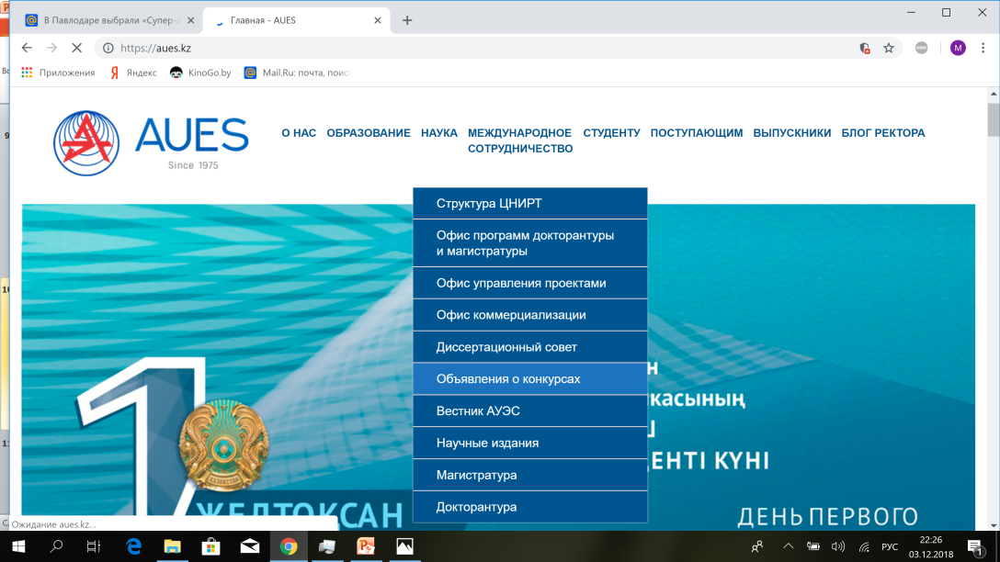 В Павлодаре выбрали «Супер-
Главная - AUES
https://aues.kz
M
Приложения
Яндекс
KinoGo.by
Mail.Ru: почта, поис
AUES
Since 1975
О НАС ОБРАЗОВАНИЕ НАУКА МЕЖДУНАРОДНОЕ СОТРУДНИЧЕСТВО СТУДЕНТУ ПОСТУПАЮЩИМ ВЫПУСКНИКИ БЛОГ РЕКТОРА
Структура ЦНИРТ
Офис программ докторантуры
и магистратуры
Офис управления проектами
Офис коммерциализации
Диссертационный совет
Объявления о конкурсах
Вестник АУЭС
Научные издания
Магистратура
Докторантура
касының
ЕНТІ КҮНІ
1
ЖЕЛТОҚСАН
ДЕНЬ ПЕРВОГО
Ожидание aues.kz...
РУС
22:26
03.12.2018
1